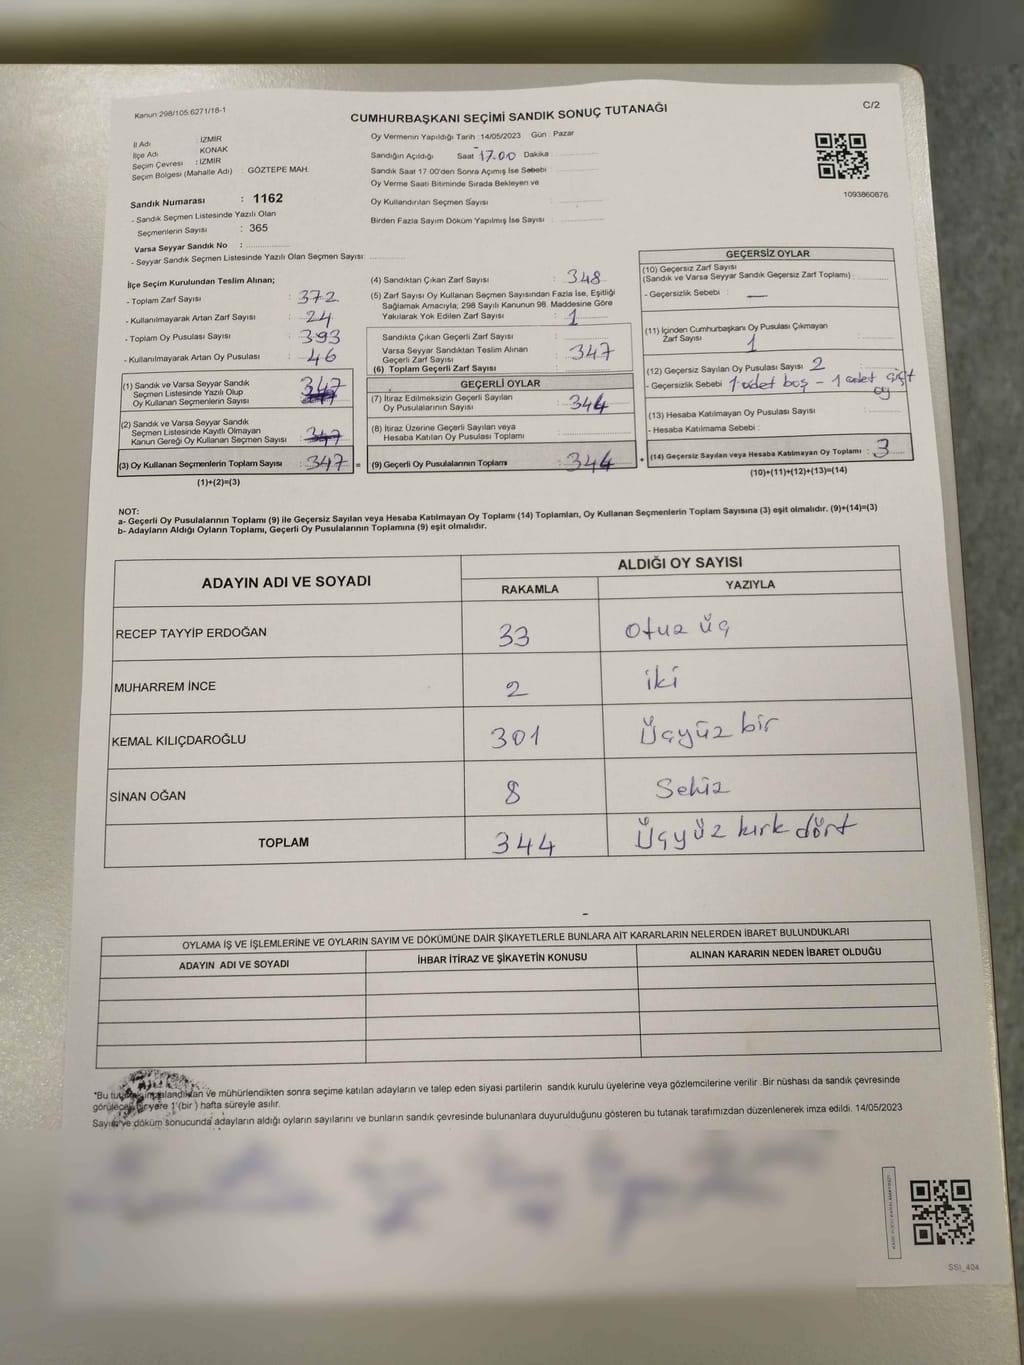 Kanun 298/105 6271/18-1
CUMHURBAŞKANI SEÇİMİ SANDIK SONUÇ TUTANAĞI
C/2
İl Adı : İZMİR
İlçe Adı KONAK
Seçim Çevresi : İZMİR
Seçim Bölgesi (Mahalle Adı) : GÖZTEPE MAH.
Oy Vermenin Yapıldığı Tarih : 14/05/2023 Gün : Pazar
Sandığın Açıldığı Saat 17.00 Dakika
Sandık Saat 17 00'den Sonra Açımış İse Sebebi
Oy Verme Saati Bitiminde Sırada Bekleyen ve
Oy Kullandırılan Seçmen Sayısı :
Birden Fazla Sayım Döküm Yapılmış İse Sayısı :
1093860876
Sandık Numarası : 1162
- Sandık Seçmen Listesinde Yazılı Olan
Seçmenlerin Sayısı : 365
Varsa Seyyar Sandık No :
- Seyyar Sandık Seçmen Listesinde Yazılı Olan Seçmen Sayısı
İlçe Seçim Kurulundan Teslim Alınan;
- Toplam Zarf Sayısı : 372
- Kullanılmayarak Artan Zarf Sayısı : 24
- Toplam Oy Pusulası Sayısı : 393
- Kullanılmayarak Artan Oy Pusulası : 46
(1) Sandık ve Varsa Seyyar Sandık
Seçmen Listesinde Yazılı Olup
Oy Kullanan Seçmenlerin Sayısı : 347
(2) Sandık ve Varsa Seyyar Sandık
Seçmen Listesinde Kayıtlı Olmayan
Kanun Gereği Oy Kullanan Seçmen Sayısı : 347
(3) Oy Kullanan Seçmenlerin Toplam Sayısı : 347 =
(1)+(2)=(3)
(4) Sandıktan Çıkan Zarf Sayısı : 348
(5) Zarf Sayısı Oy Kullanan Seçmen Sayısından Fazla İse, Eşitliği
Sağlamak Amacıyla; 298 Sayılı Kanunun 98. Maddesine Göre
Yakılarak Yok Edilen Zarf Sayısı : 1
Sandıkta Çıkan Geçerli Zarf Sayısı
Varsa Seyyar Sandıktan Teslim Alınan
Geçerli Zarf Sayısı
(6) Toplam Geçerli Zarf Sayısı : 347
GEÇERLİ OYLAR
(7) İtiraz Edilmeksizin Geçerli Sayılan
Oy Pusulalarının Sayısı : 344
(8) İtiraz Üzerine Geçerli Sayılan veya
Hesaba Katılan Oy Pusulası Toplamı
(9) Geçerli Oy Pusulalarının Toplamı : 344 +
GEÇERSİZ OYLAR
(10) Geçersiz Zarf Sayısı
(Sandık ve Varsa Seyyar Sandık Geçersiz Zarf Toplamı) :
- Geçersizlik Sebebi : —
(11) İçinden Cumhurbaşkanı Oy Pusulası Çıkmayan
Zarf Sayısı 1
(12) Geçersiz Sayılan Oy Pusulası Sayısı 2
- Geçersizlik Sebebi 1 adet boş - 1 adet çift
oy
(13) Hesaba Katılmayan Oy Pusulası Sayısı
- Hesaba Katılmama Sebebi :
(14) Geçersiz Sayılan veya Hesaba Katılmayan Oy Toplamı : 3
(10)+(11)+(12)+(13)=(14)
NOT:
a- Geçerli Oy Pusulalarının Toplamı (9) ile Geçersiz Sayılan veya Hesaba Katılmayan Oy Toplamı (14) Toplamları, Oy Kullanan Seçmenlerin Toplam Sayısına (3) eşit olmalıdır. (9)+(14)=(3)
b- Adayların Aldığı Oyların Toplamı, Geçerli Oy Pusulalarının Toplamına (9) eşit olmalıdır.
ADAYIN ADI VE SOYADI
ALDIĞI OY SAYISI
RAKAMLA YAZIYLA
RECEP TAYYİP ERDOĞAN 33 Otuz üç
MUHARREM İNCE 2 iki
KEMAL KILIÇDAROĞLU 301 Üçyüz bir
SİNAN OĞAN 8 Sekiz
TOPLAM 344 Üçyüz kırk dört
OYLAMA İŞ VE İŞLEMLERİNE VE OYLARIN SAYIM VE DÖKÜMÜNE DAİR ŞİKAYETLERLE BUNLARA AİT KARARLARIN NELERDEN İBARET BULUNDUKLARI
ADAYIN ADI VE SOYADI İHBAR İTİRAZ VE ŞİKAYETİN KONUSU ALINAN KARARIN NEDEN İBARET OLDUĞU
*Bu ve mühürlendikten sonra seçime katılan adayların ve talep eden siyasi partilerin sandık kurulu üyelerine veya gözlemcilerine verilir .Bir nüshası da sandık çevresinde
1'(bir ) hafta süreyle asılır.
Sayım ve döküm sonucunda adayların aldığı oyların sayılarını ve bunların sandık çevresinde bulunanlara duyurulduğunu gösteren bu tutanak tarafımızdan düzenlenerek imza edildi. 14/05/2023
SSI_404